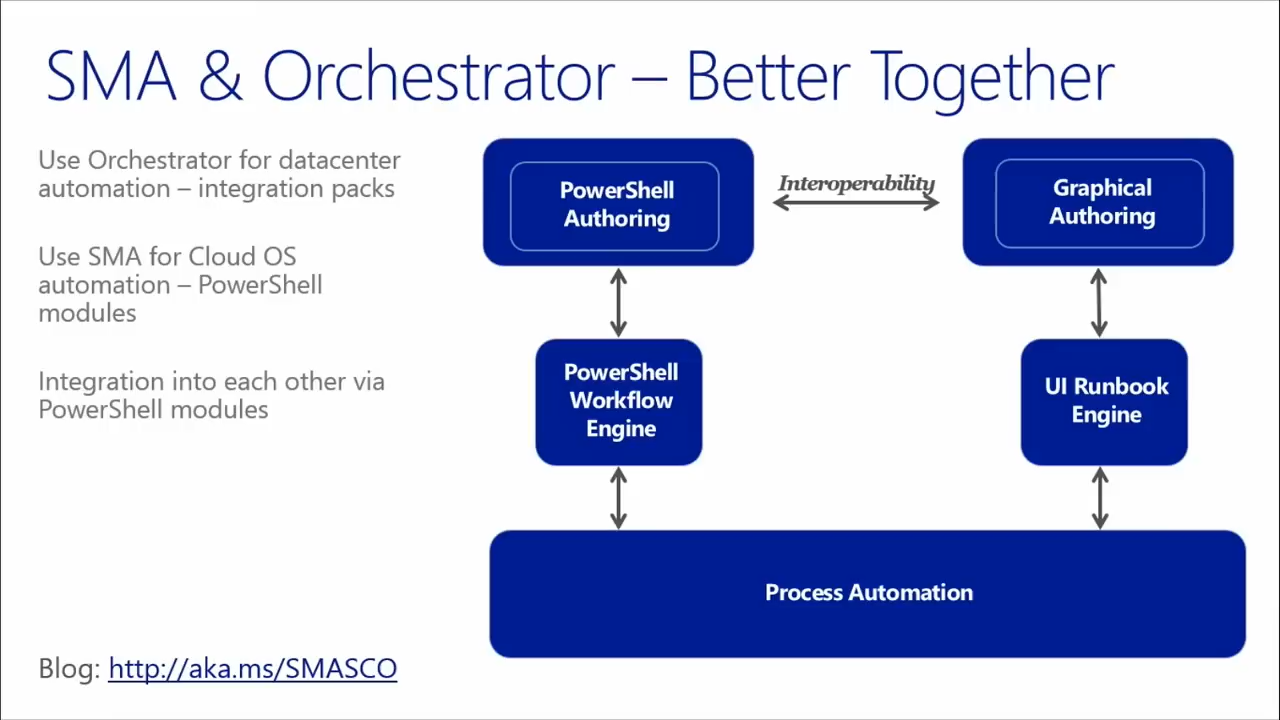 SMA & Orchestrator – Better Together
Use Orchestrator for datacenter
automation – integration packs
Use SMA for Cloud OS
automation – PowerShell
modules
Integration into each other via
PowerShell modules
Blog: http://aka.ms/SMASCO
PowerShell
Authoring
Interoperability
Graphical
Authoring
PowerShell
Workflow
Engine
UI Runbook
Engine
Process Automation